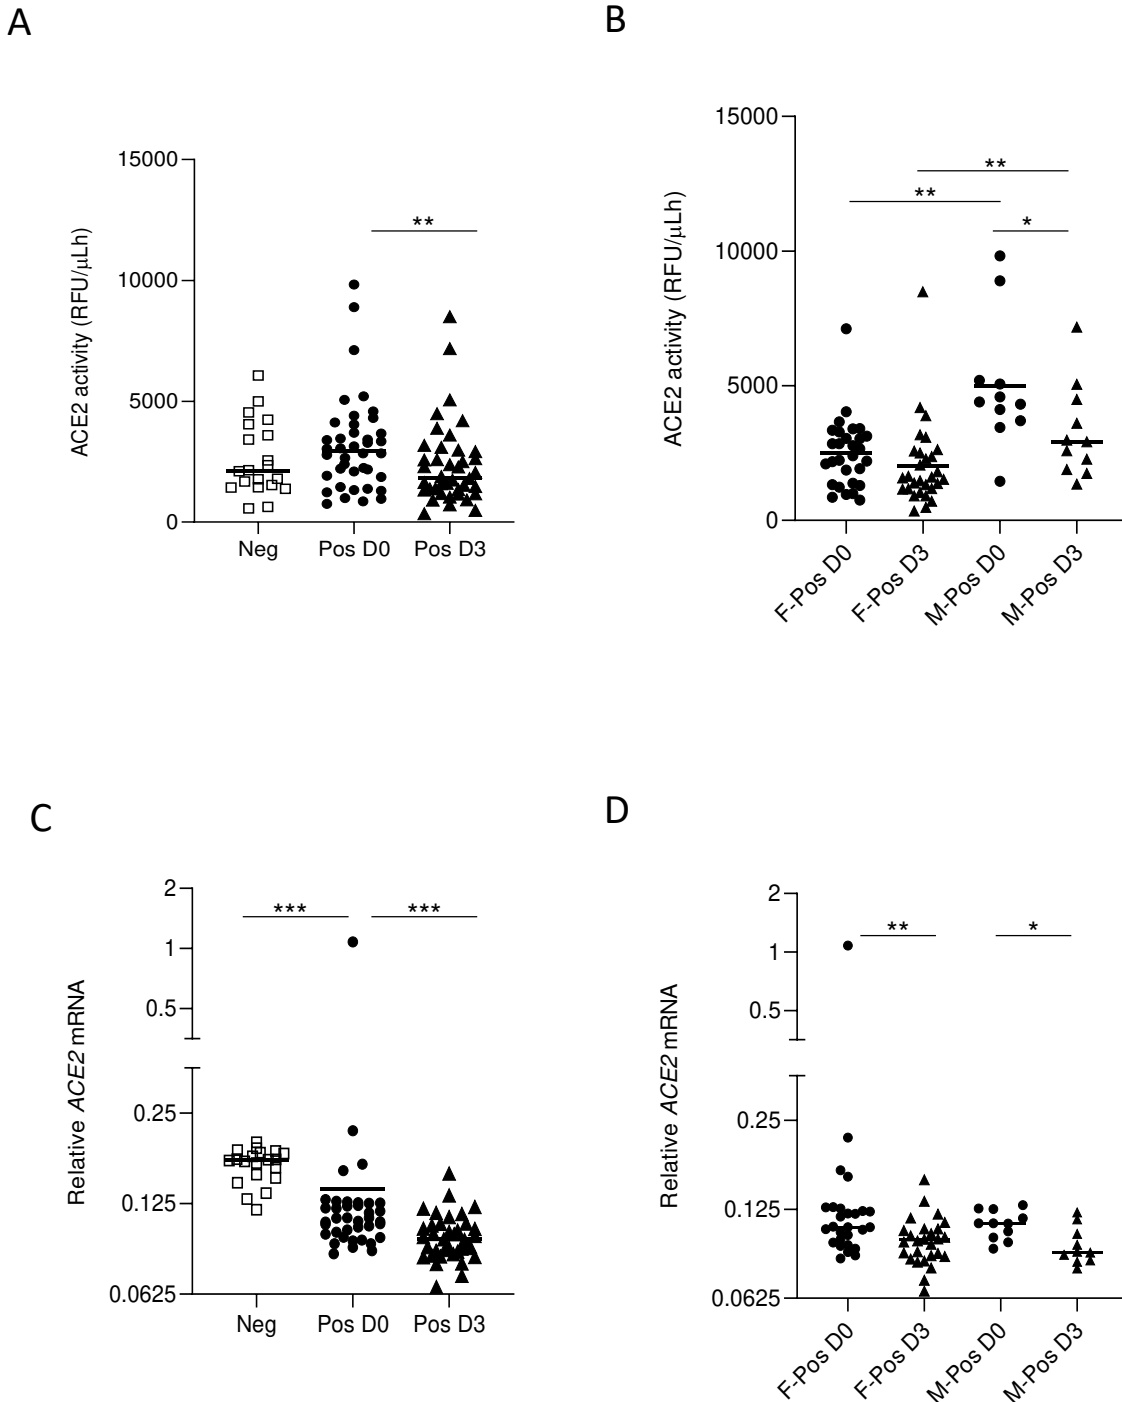 A
ACE2 activity (RFU/µLh)
15000
10000
5000
0
**
Neg
Pos D0
Pos D3
B
ACE2 activity (RFU/µLh)
15000
10000
5000
0
**
**
*
F-Pos D0
F-Pos D3
M-Pos D0
M-Pos D3
C
Relative ACE2 mRNA
2
1
0.5
0.25
0.125
0.0625
***
***
Neg
Pos D0
Pos D3
D
Relative ACE2 mRNA
2
1
0.5
0.25
0.125
0.0625
**
*
F-Pos D0
F-Pos D3
M-Pos D0
M-Pos D3